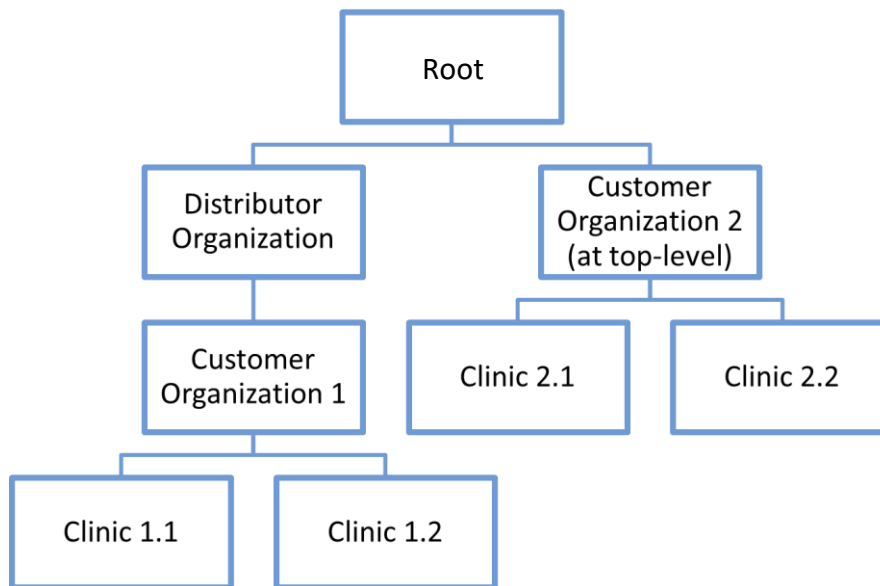 Root
Distributor
Organization
Customer
Organization 2
(at top-level)
Customer
Organization 1
Clinic 2.1
Clinic 2.2
Clinic 1.1
Clinic 1.2